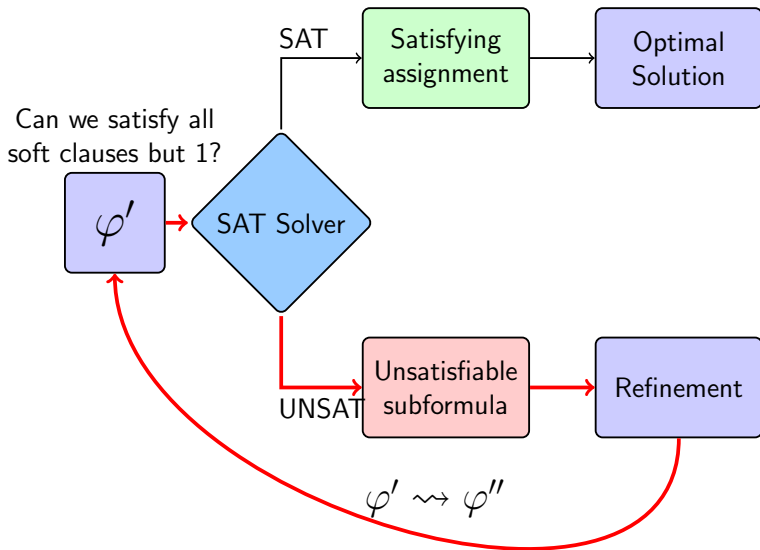 SAT
Satisfying
assignment
Optimal
Solution
Can we satisfy all
soft clauses but 1?
φ′
SAT Solver
UNSAT
Unsatisfiable
subformula
Refinement
φ′ ⇝ φ′′